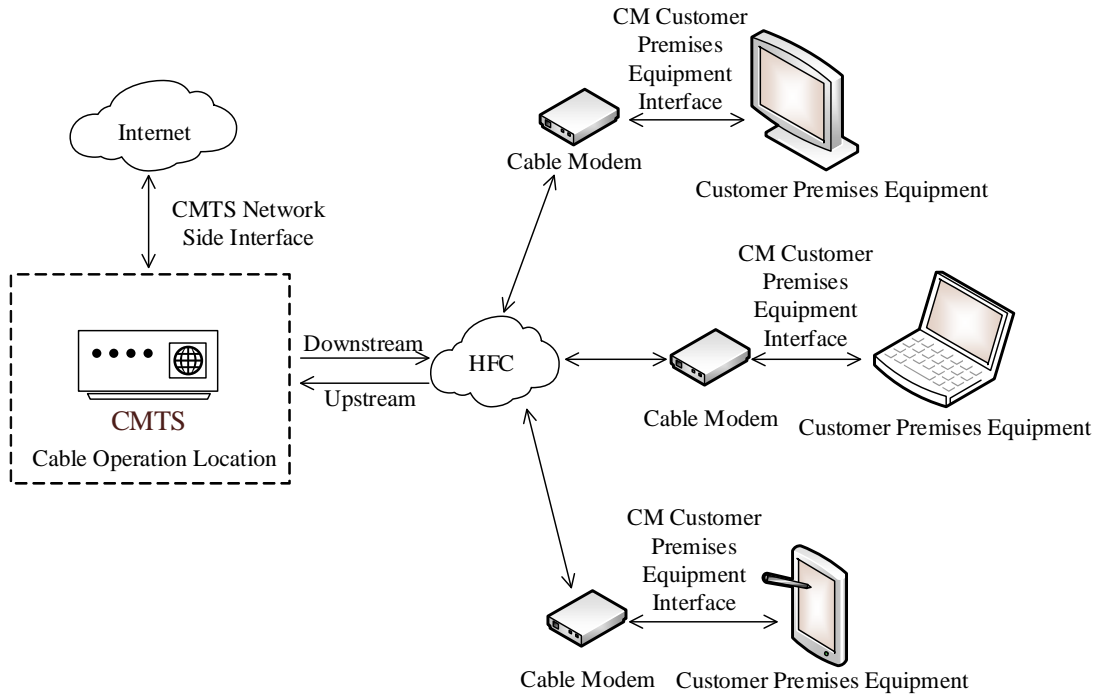 CM Customer
Premises
Equipment
Interface
Cable Modem
Customer Premises Equipment
Internet
CMTS Network
Side Interface
CM Customer
Premises
Equipment
Interface
Downstream
HFC
Upstream
CMTS
Cable Operation Location
Cable Modem
Customer Premises Equipment
CM Customer
Premises
Equipment
Interface
Cable Modem
Customer Premises Equipment